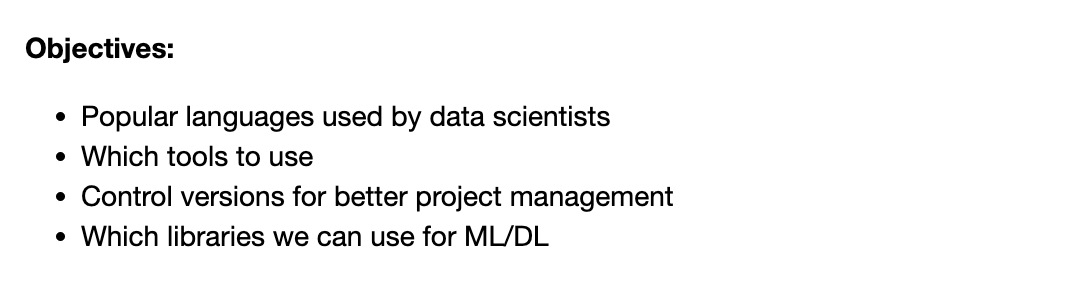 Objectives:
• Popular languages used by data scientists
• Which tools to use
• Control versions for better project management
• Which libraries we can use for ML/DL